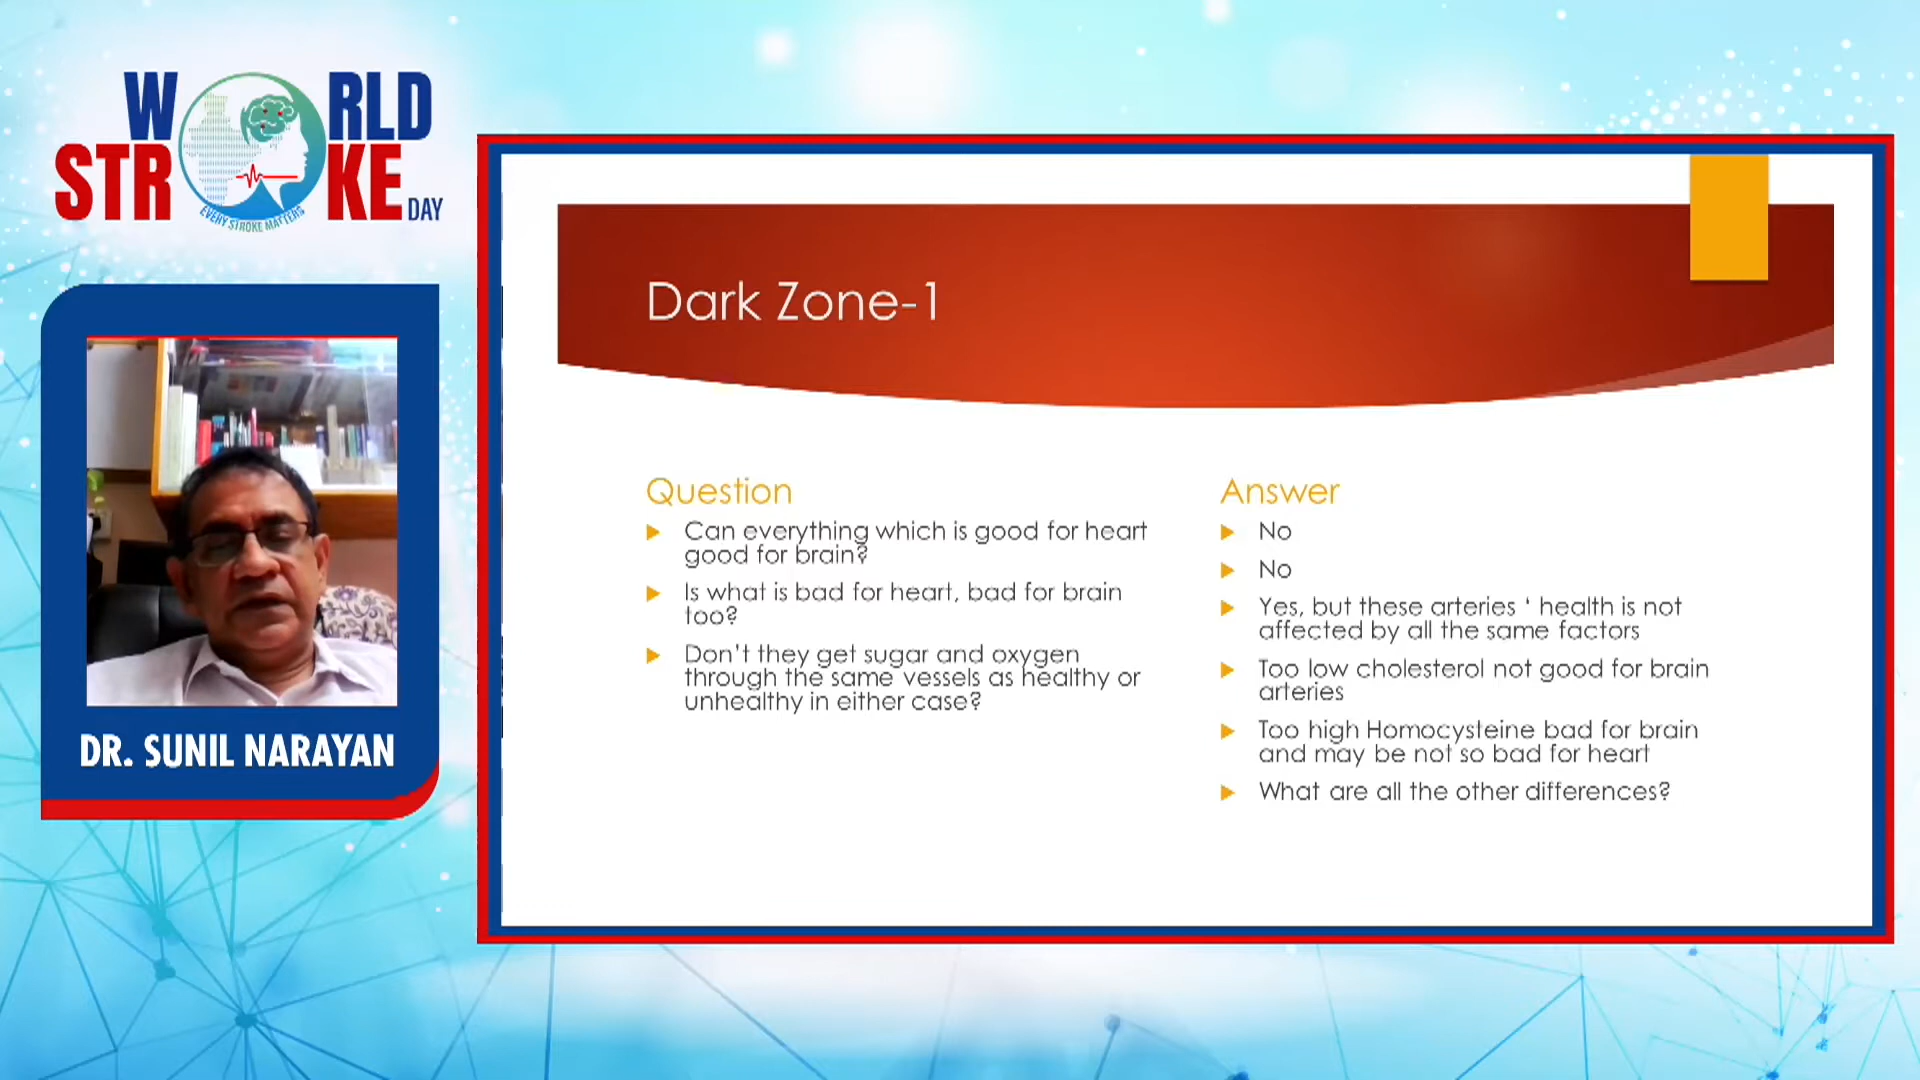 WORLD
STROKE DAY
EVERY STROKE MATTERS
DR. SUNIL NARAYAN
Dark Zone-1
Question
Can everything which is good for heart
good for brain?
Is what is bad for heart, bad for brain
too?
Don't they get sugar and oxygen
through the same vessels as healthy or
unhealthy in either case?
Answer
No
No
Yes, but these arteries ‘ health is not
affected by all the same factors
Too low cholesterol not good for brain
arteries
Too high Homocysteine bad for brain
and may be not so bad for heart
What are all the other differences?